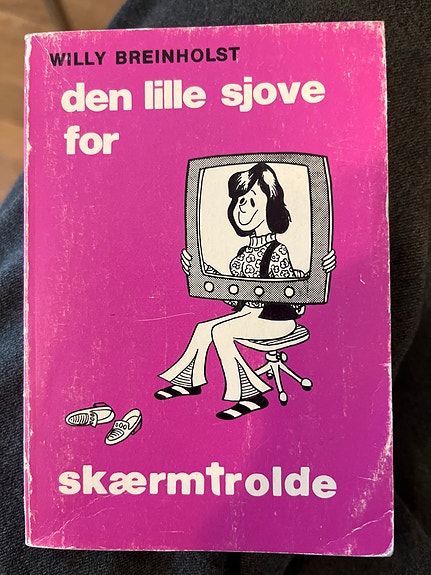 WILLY BREINHOLST
den lille sjove
for
skærmtrolde